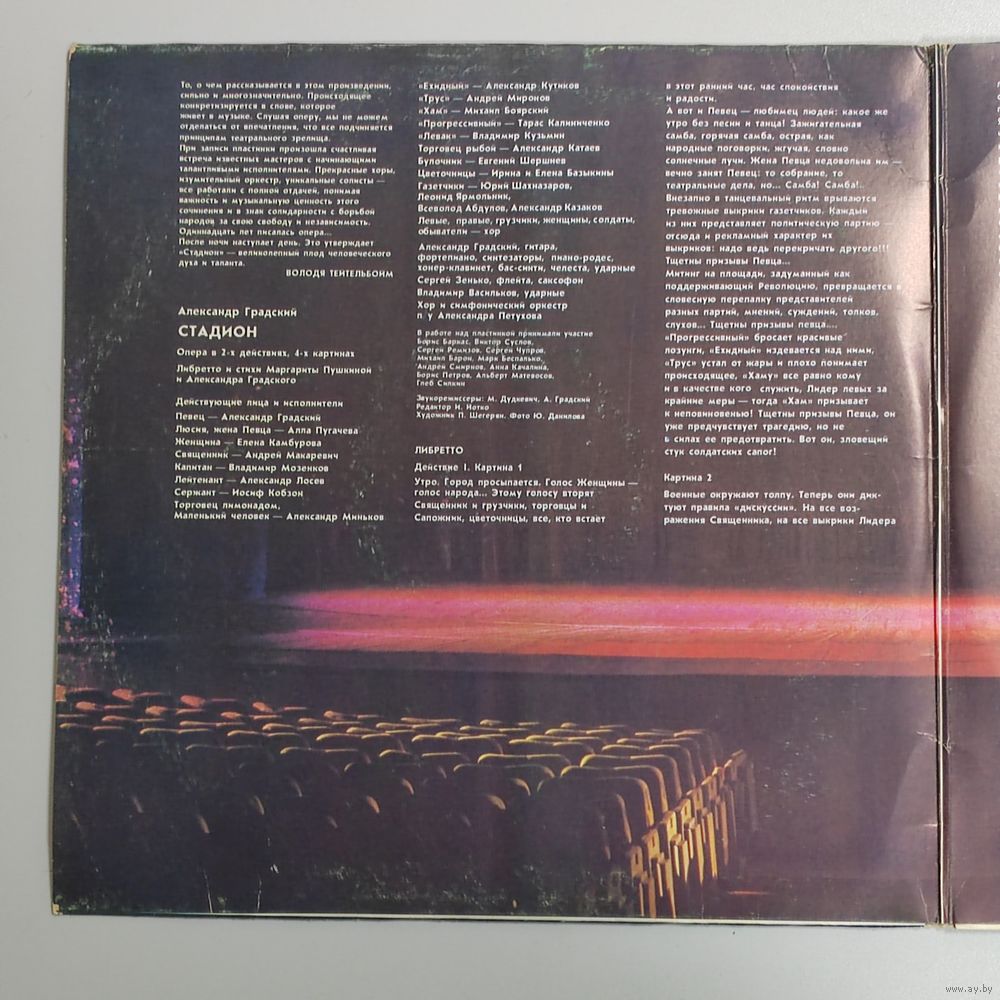 То, о чем рассказывается в этом произведении,
сильно и многозначительно. Происходящее
конкретизируется в слове, которое
живет в музыке. Слушая оперу, мы не можем
отделаться от впечатления, что все подчиняется
принципам театрального зрелища.
При записи пластинки произошла счастливая
встреча известных мастеров с начинающими
талантливыми исполнителями. Прекрасные хоры,
изумительный оркестр, уникальные солисты —
все работали с полной отдачей, понимая
важность и музыкальную ценность этого
сочинения и в знак солидарности с борьбой
народов за свою свободу и независимость.
Одиннадцать лет писалась опера...
После ночи наступает день. Это утверждает
«Стадион» — великолепный плод человеческого
духа и таланта.
ВОЛОДЯ ТЕЙТЕЛЬБОЙМ
Александр Градский
СТАДИОН
Опера в 2-х действиях, 4-х картинах
Либретто и стихи Маргариты Пушкиной
и Александра Градского
Действующие лица и исполнители
Певец — Александр Градский
Люсия, жена Певца — Алла Пугачева
Женщина — Елена Камбурова
Священник — Андрей Макаревич
Капитан — Владимир Мозенков
Лейтенант — Александр Лосев
Сержант — Иосиф Кобзон
Торговец лимонадом,
Маленький человек — Александр Миньков
«Ехидный» — Александр Кутиков
«Трус» — Андрей Миронов
«Хам» — Михаил Боярский
«Прогрессивный» — Тарас Калиниченко
«Левак» — Владимир Кузьмин
Торговец рыбой — Александр Катаев
Булочник — Евгений Шершнев
Цветочницы — Ирина и Елена Базыкины
Газетчики — Юрий Шахназаров,
Леонид Ярмольник,
Всеволод Абдулов, Александр Казаков
Левые, правые, грузчики, женщины, солдаты,
обыватели — хор
Александр Градский, гитара,
фортепиано, синтезаторы, пиано-родес,
хонер-клавинет, бас-синти, челеста, ударные
Сергей Зенько, флейта, саксофон
Владимир Васильков, ударные
Хор и симфонический оркестр
п/у Александра Петухова
В работе над пластинкой принимали участие
Борис Баркас, Виктор Суслов,
Сергей Ремизов, Сергей Чупров,
Михаил Барон, Марк Беспалько,
Андрей Смирнов, Анна Качалина,
Борис Петров, Альберт Матевосов,
Глеб Силкин
Звукорежиссеры: М. Дудкевич, А. Градский
Редактор И. Йотко
Художник П. Шегерян. Фото Ю. Данилова
ЛИБРЕТТО
Действие I. Картина 1
Утро. Город просыпается. Голос Женщины —
голос народа... Этому голосу вторят
Священник и грузчики, торговцы и
Сапожник, цветочницы, все, кто встает
в этот ранний час, час спокойствия
и радости.
А вот и Певец — любимец людей: какое же
утро без песни и танца! Зажигательная
самба, горячая самба, острая, как
народные поговорки, жгучая, словно
солнечные лучи. Жена Певца недовольна им —
вечно занят Певец: то собрание, то
театральные дела, но... Самба! Самба!..
Внезапно в танцевальный ритм врываются
тревожные выкрики газетчиков. Каждый
из них представляет политическую партию —
отсюда и рекламный характер их
выкриков: надо ведь перекричать другого!!!
Тщетны призывы Певца...
Митинг на площади, задуманный как
поддерживающий Революцию, превращается в
словесную перепалку представителей
разных партий, мнений, суждений, толков,
слухов... Тщетны призывы певца....
«Прогрессивный» бросает красивые
лозунги, «Ехидный» издевается над ними,
«Трус» устал от жары и плохо понимает
происходящее, «Хаму» все равно кому
и в качестве кого служить, Лидер левых за
крайние меры — тогда «Хам» призывает
к неповиновению! Тщетны призывы Певца, он
уже предчувствует трагедию, но не
в силах ее предотвратить. Вот он, зловещий
стук солдатских сапог!
Картина 2
Военные окружают толпу. Теперь они дик-
туют правила «дискуссии». На все воз-
ражения Священника, на все выкрики Лидера
www.ay.by